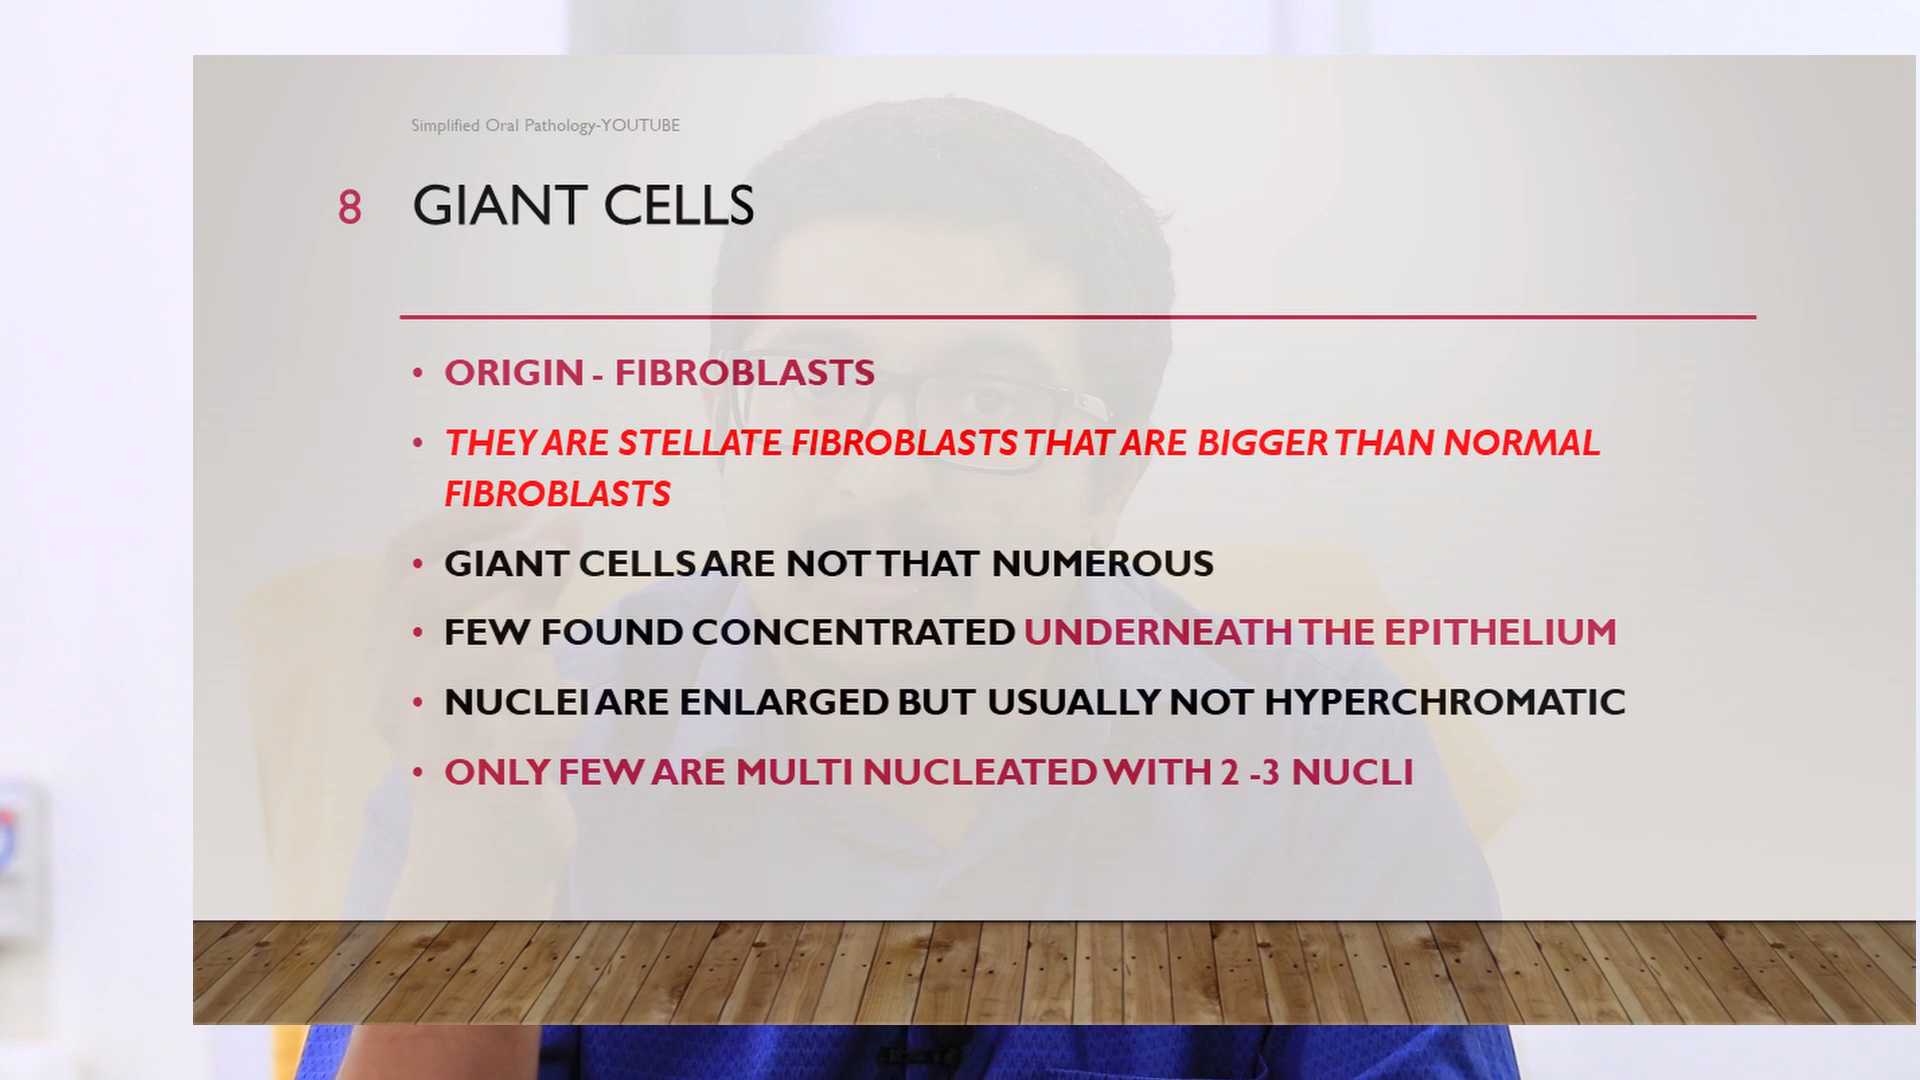 Simplified Oral Pathology-YOUTUBE
8 GIANT CELLS
• ORIGIN - FIBROBLASTS
• THEY ARE STELLATE FIBROBLASTS THAT ARE BIGGER THAN NORMAL
FIBROBLASTS
• GIANT CELLS ARE NOT THAT NUMEROUS
• FEW FOUND CONCENTRATED UNDERNEATH THE EPITHELIUM
• NUCLEI ARE ENLARGED BUT USUALLY NOT HYPERCHROMATIC
• ONLY FEW ARE MULTI NUCLEATED WITH 2 -3 NUCLI